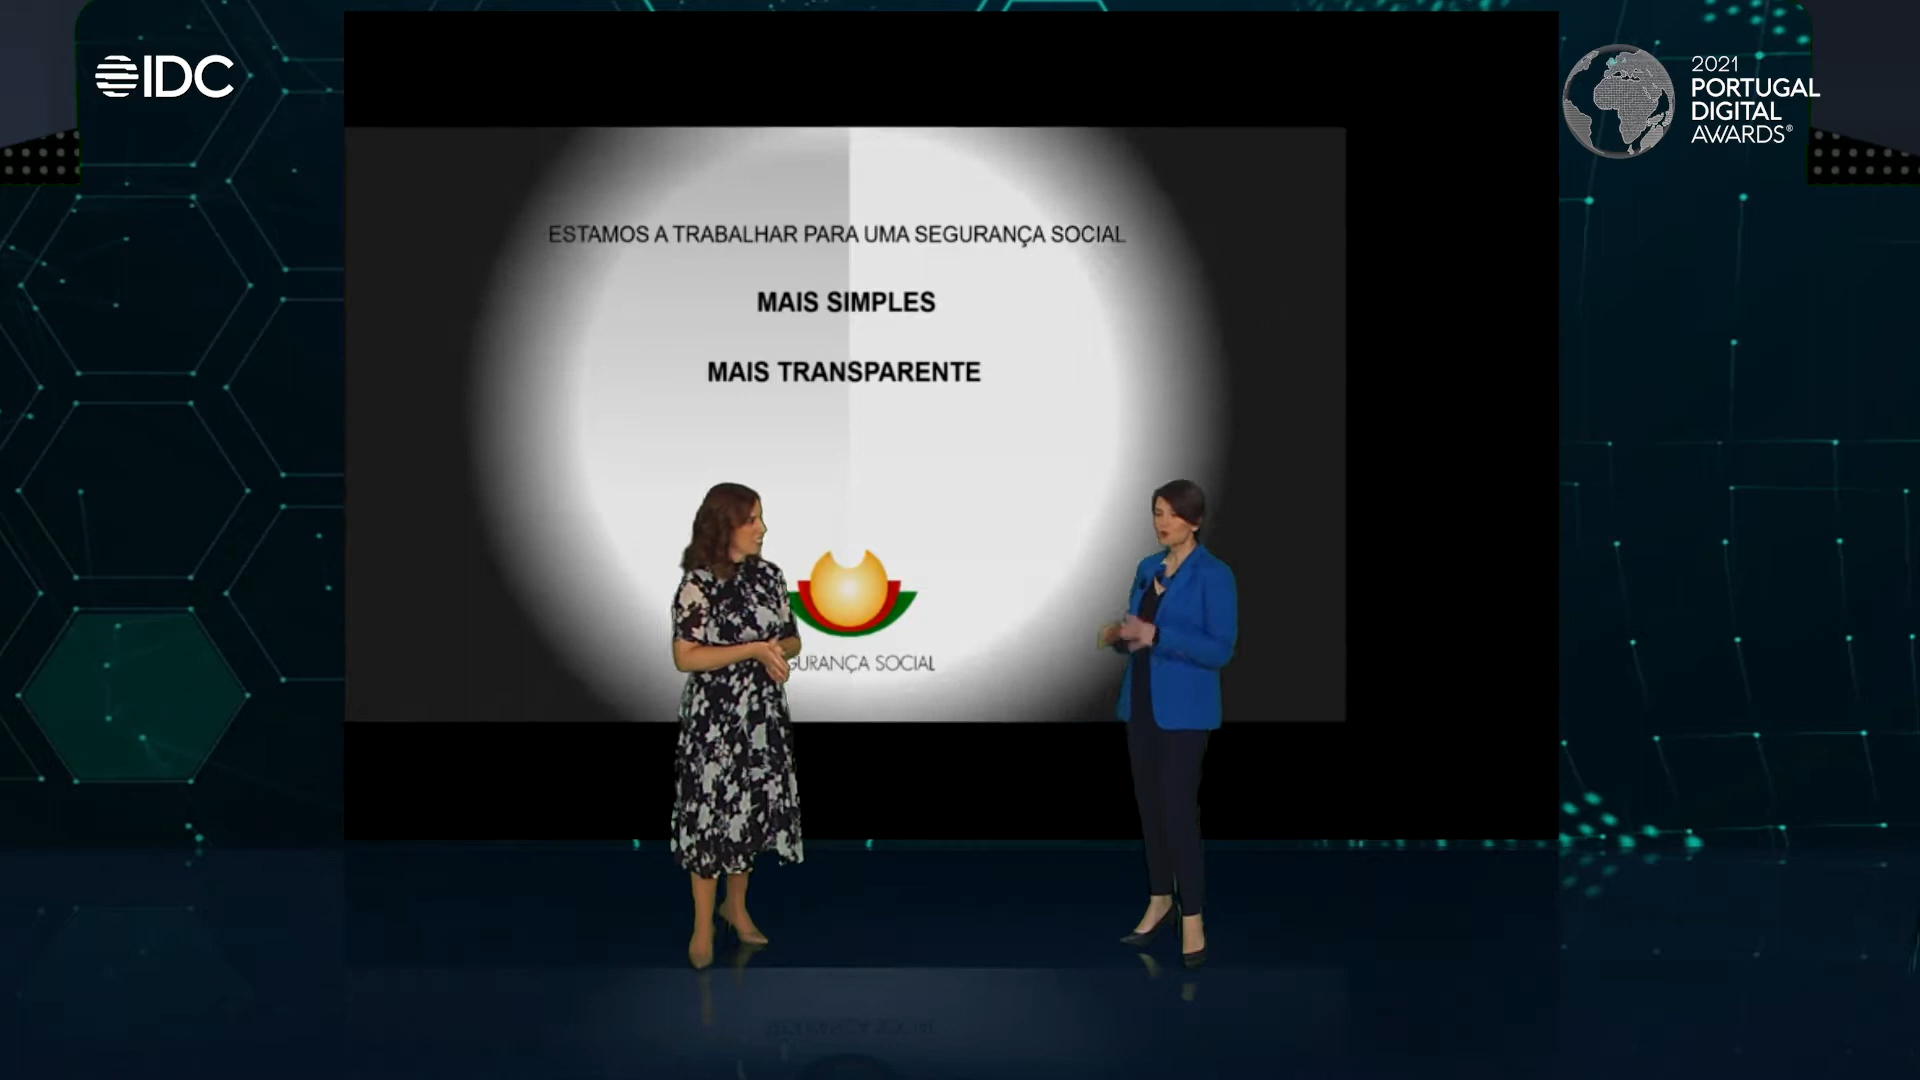 IDC
2021
PORTUGAL
DIGITAL
AWARDS®
ESTAMOS A TRABALHAR PARA UMA SEGURANÇA SOCIAL
MAIS SIMPLES
MAIS TRANSPARENTE
GURANÇA SOCIAL